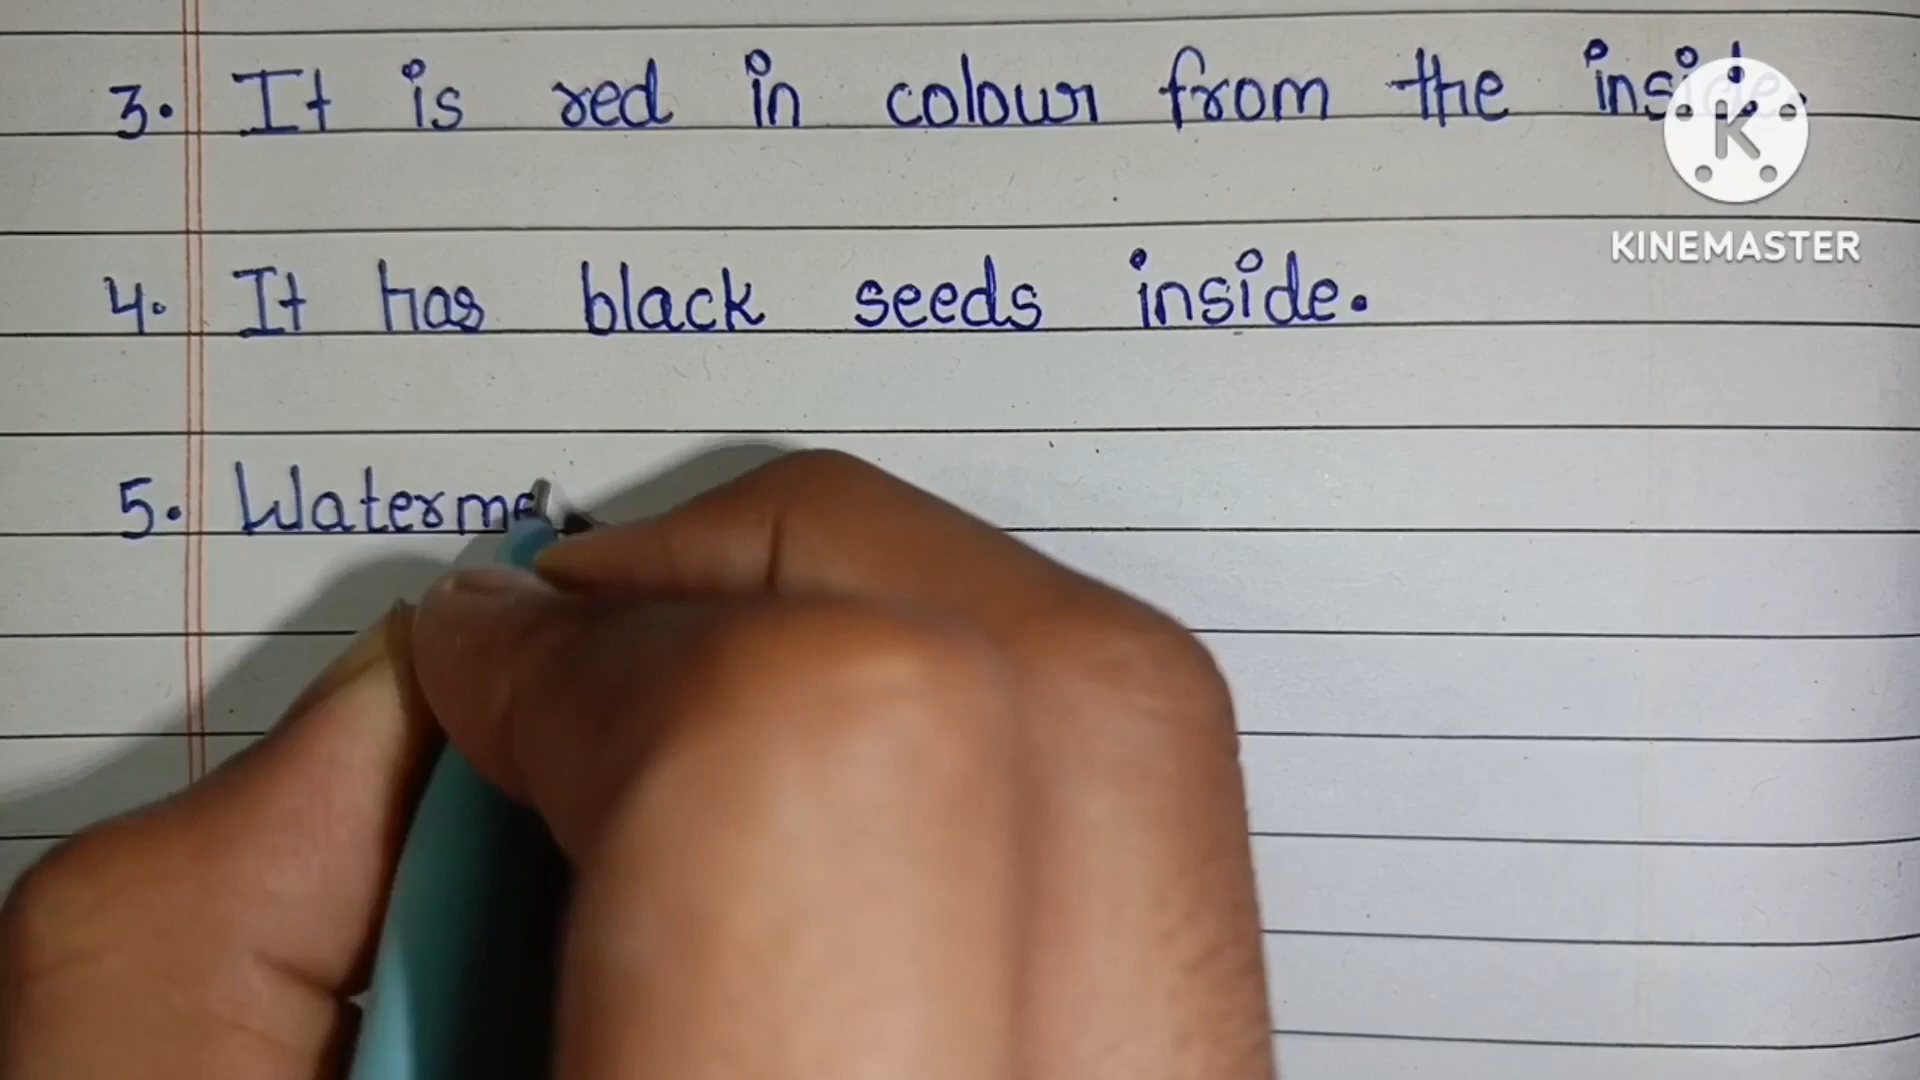 3. It is red in colour from the inside.
K
KINEMASTER
4. It has black seeds inside.
5. Waterme